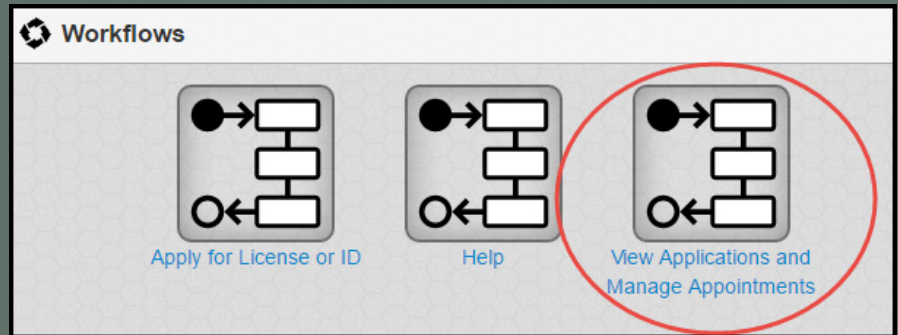 Workflows
Apply for License or ID
Help
View Applications and
Manage Appointments